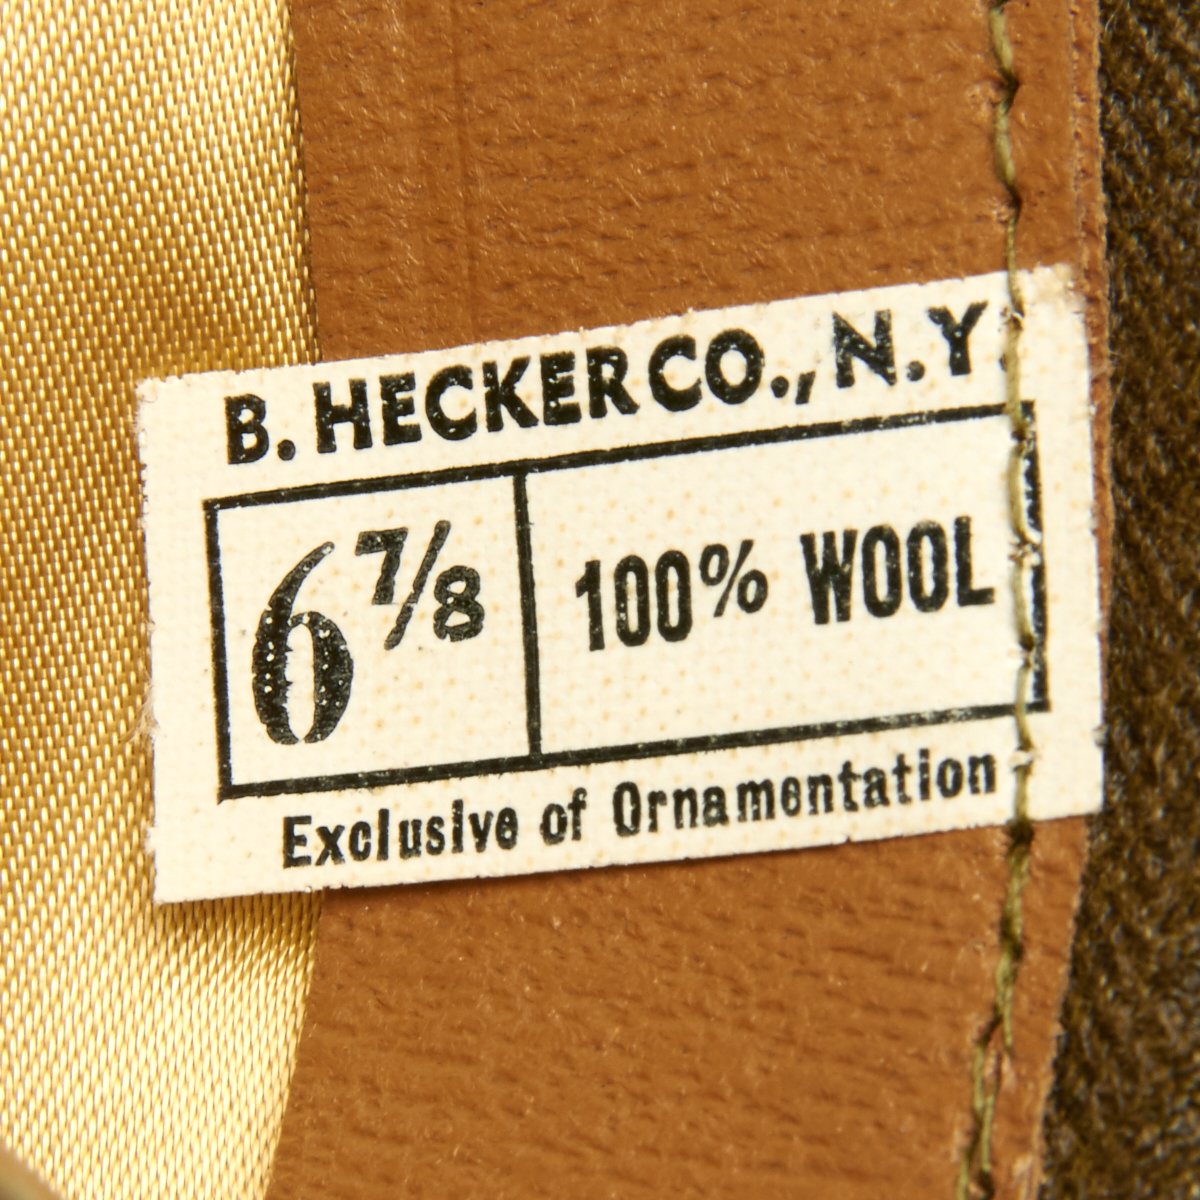 B. HECKER CO., N.Y.
6 7/8
100% WOOL
Exclusive of Ornamentation